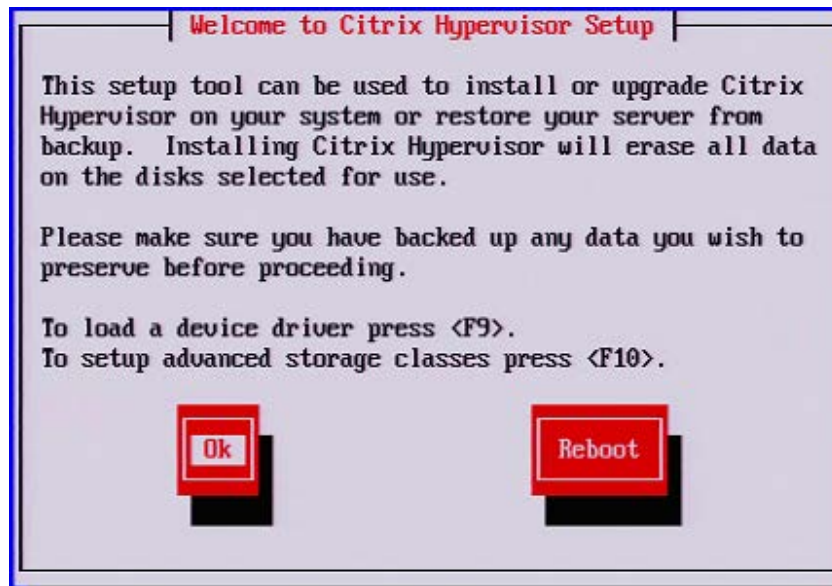 Welcome to Citrix Hypervisor Setup
This setup tool can be used to install or upgrade Citrix
Hypervisor on your system or restore your server from
backup.  Installing Citrix Hypervisor will erase all data
on the disks selected for use.
Please make sure you have backed up any data you wish to
preserve before proceeding.
To load a device driver press <F9>.
To setup advanced storage classes press <F10>.
Ok
Reboot